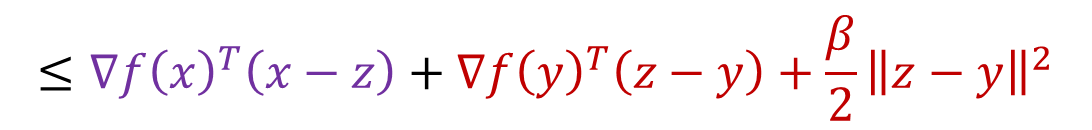 ≤ ∇f(x)ᵀ(x − z) + ∇f(y)ᵀ(z − y) + β/2 ‖z − y‖²